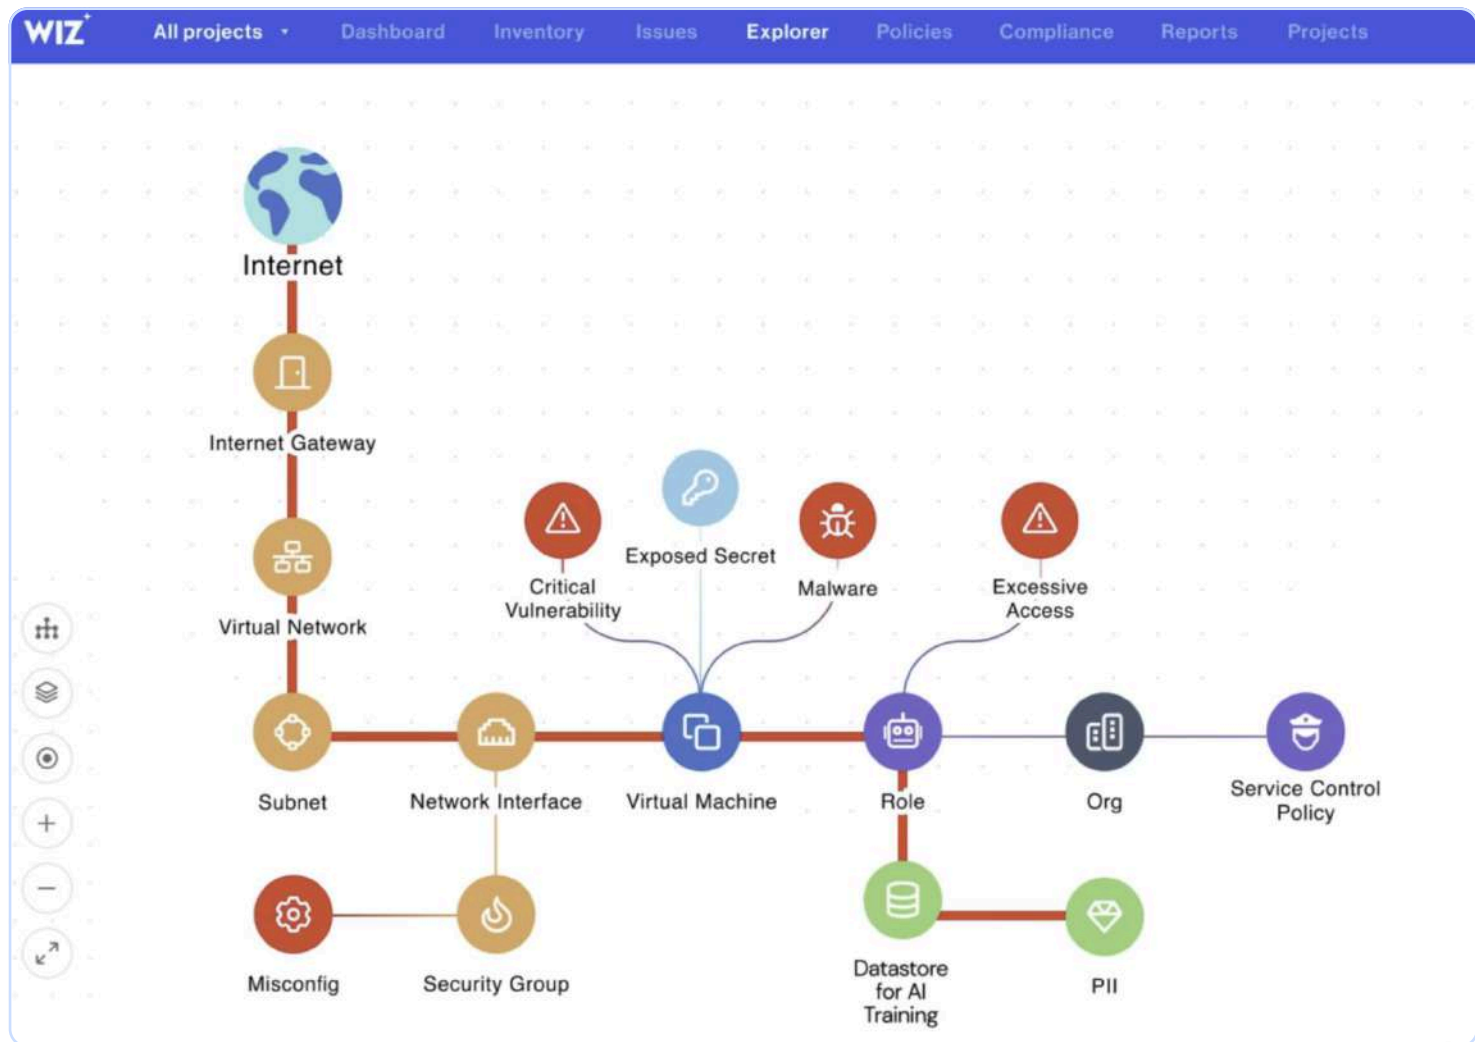 WIZ
All projects
Dashboard
Inventory
Issues
Explorer
Policies
Compliance
Reports
Projects
Internet
Internet Gateway
Virtual Network
Critical
Vulnerability
Exposed Secret
Malware
Excessive
Access
Subnet
Network Interface
Virtual Machine
Role
Org
Service Control
Policy
Misconfig
Security Group
Datastore
for AI
Training
PII